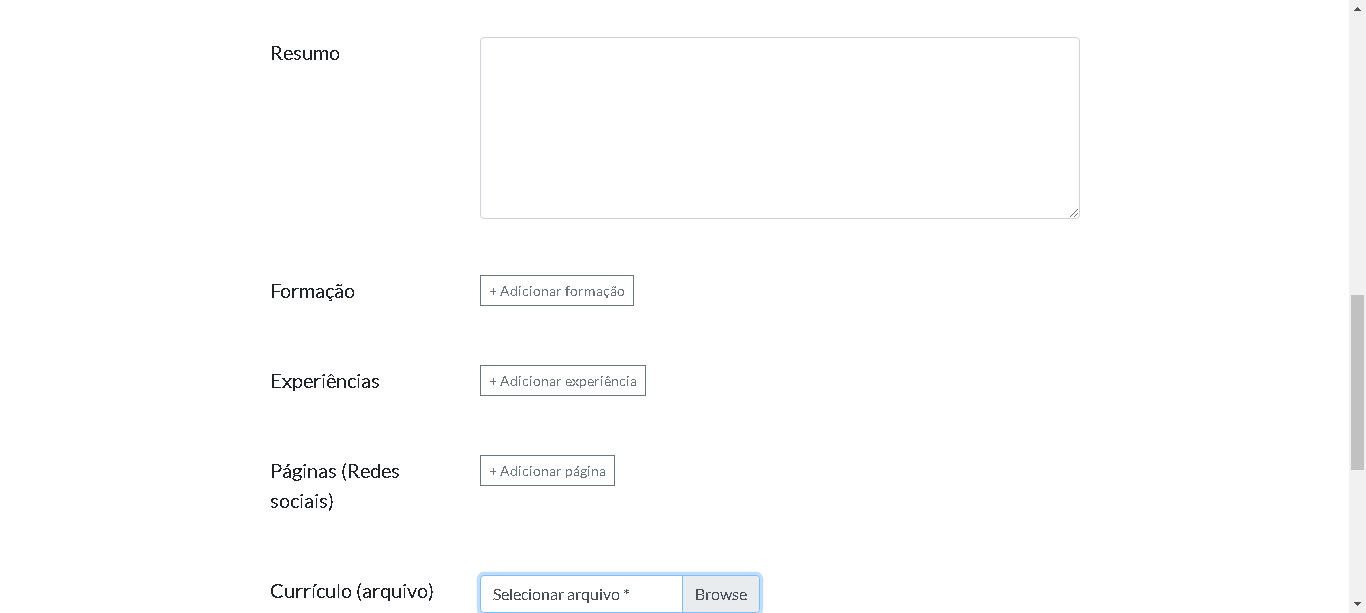 Resumo
Formação
+ Adicionar formação
Experiências
+ Adicionar experiência
Páginas (Redes
sociais)
+ Adicionar página
Currículo (arquivo)
Selecionar arquivo *
Browse